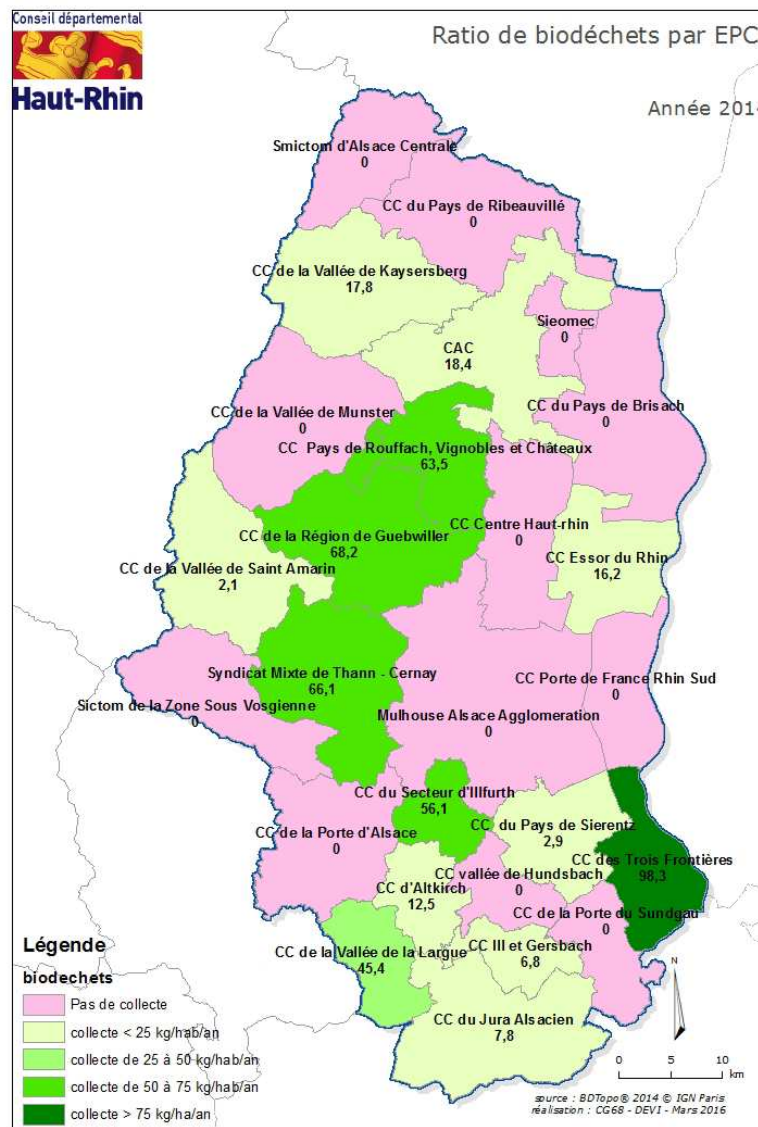 Conseil départemental
Haut-Rhin
Ratio de biodéchets par EPC
Année 201
Smictom d'Alsace Centrale
0
CC du Pays de Ribeauvillé
0
CC de la Vallée de Kaysersberg
17,8
Sieomec
0
CAC
18,4
CC de la Vallée de Munster
0
CC du Pays de Brisach
0
CC Pays de Rouffach, Vignobles et Châteaux
63,5
CC de la Région de Guebwiller
68,2
CC Centre Haut-rhin
0
CC Essor du Rhin
16,2
CC de la Vallée de Saint Amarin
2,1
Syndicat Mixte de Thann - Cernay
66,1
CC Porte de France Rhin Sud
0
Sictom de la Zone Sous Vosgienne
0
Mulhouse Alsace Agglomeration
0
CC du Secteur d'Illfurth
56,1
CC de la Porte d'Alsace
0
CC du Pays de Sierentz
2,9
CC des Trois Frontières
98,3
CC vallée de Hundsbach
0
CC d'Altkirch
12,5
CC de la Porte du Sundgau
0
CC de la Vallée de la Largue
45,4
CC Ill et Gersbach
6,8
CC du Jura Alsacien
7,8
Légende
biodechets
Pas de collecte
collecte < 25 kg/hab/an
collecte de 25 à 50 kg/hab/an
collecte de 50 à 75 kg/hab/an
collecte > 75 kg/ha/an
N
0 5 10
km
source : BDTopo® 2014 © IGN Paris
réalisation : CG68 - DEVI - Mars 2016